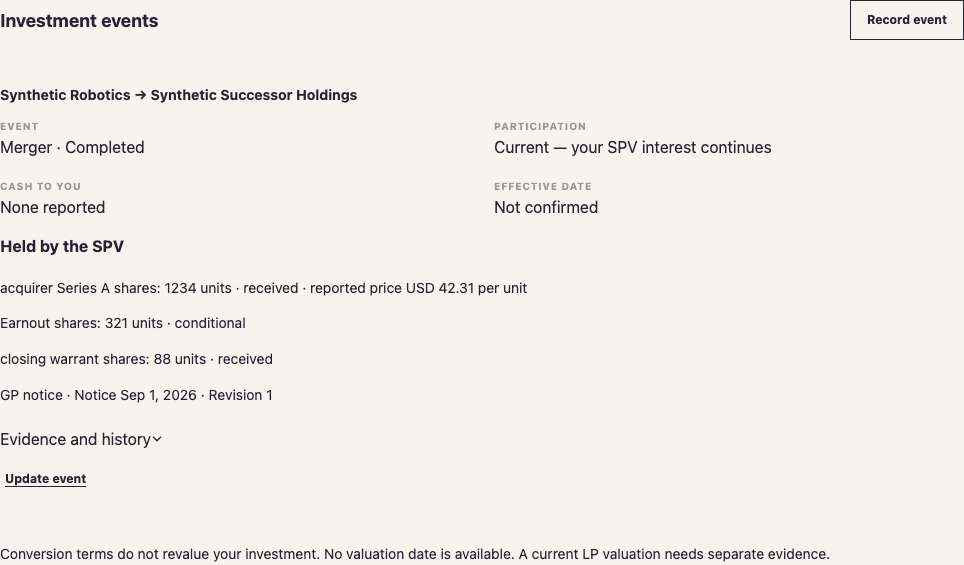 Investment events
Record event
Synthetic Robotics → Synthetic Successor Holdings
EVENT
Merger · Completed
PARTICIPATION
Current — your SPV interest continues
CASH TO YOU
None reported
EFFECTIVE DATE
Not confirmed
Held by the SPV
acquirer Series A shares: 1234 units · received · reported price USD 42.31 per unit
Earnout shares: 321 units · conditional
closing warrant shares: 88 units · received
GP notice · Notice Sep 1, 2026 · Revision 1
Evidence and history
Update event
Conversion terms do not revalue your investment. No valuation date is available. A current LP valuation needs separate evidence.